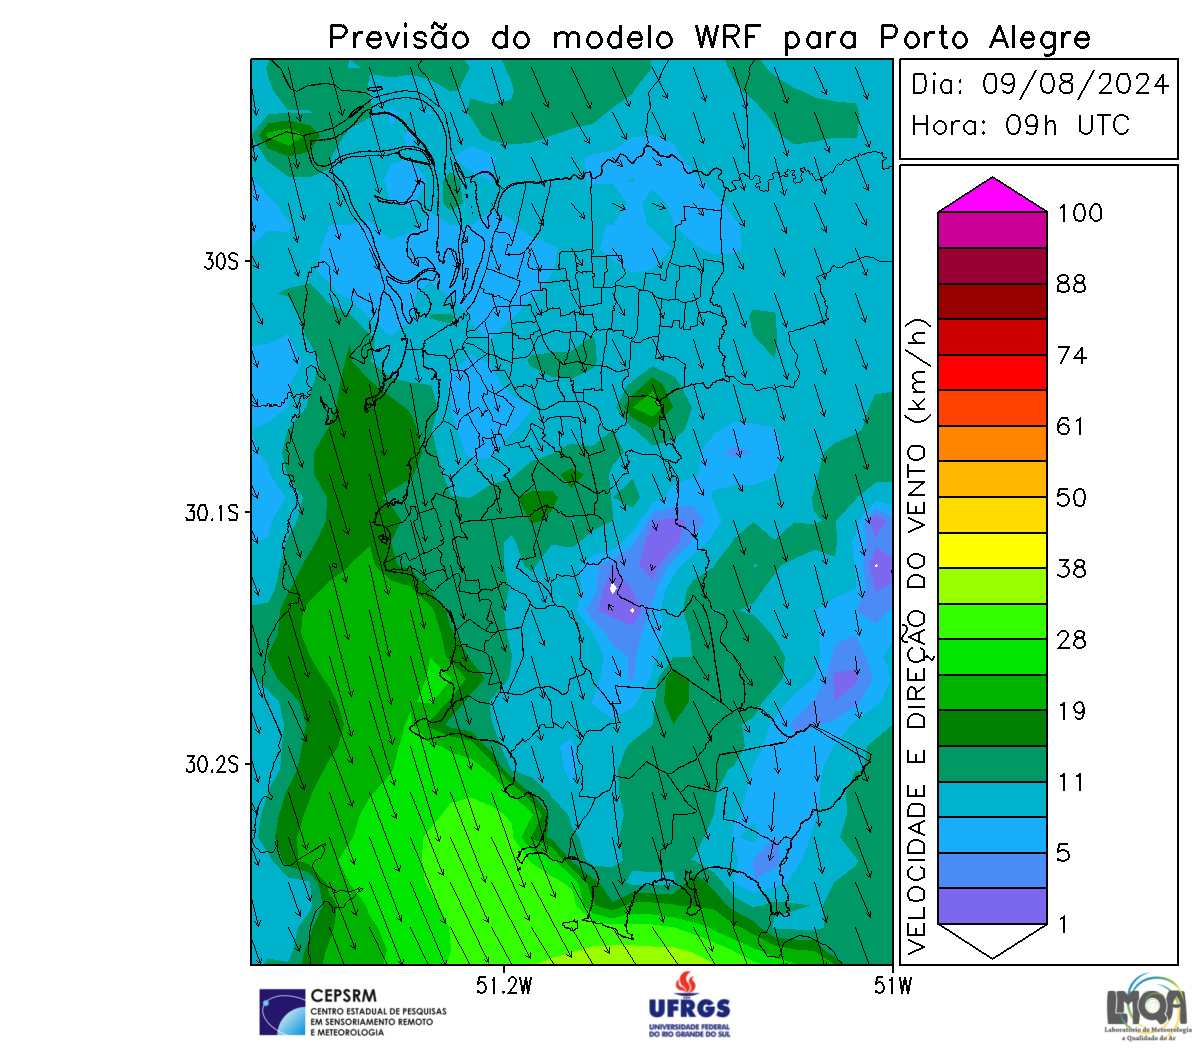 Previsão do modelo WRF para Porto Alegre
Dia: 09/08/2024
Hora: 09h UTC
30S
30.1S
30.2S
51.2W
51W
VELOCIDADE E DIREÇÃO DO VENTO (km/h)
100
88
74
61
50
38
28
19
11
5
1
CEPSRM
CENTRO ESTADUAL DE PESQUISAS
EM SENSORIAMENTO REMOTO
E METEOROLOGIA
UFRGS
UNIVERSIDADE FEDERAL
DO RIO GRANDE DO SUL
LMQA
Laboratório de Meteorologia
e Qualidade do Ar